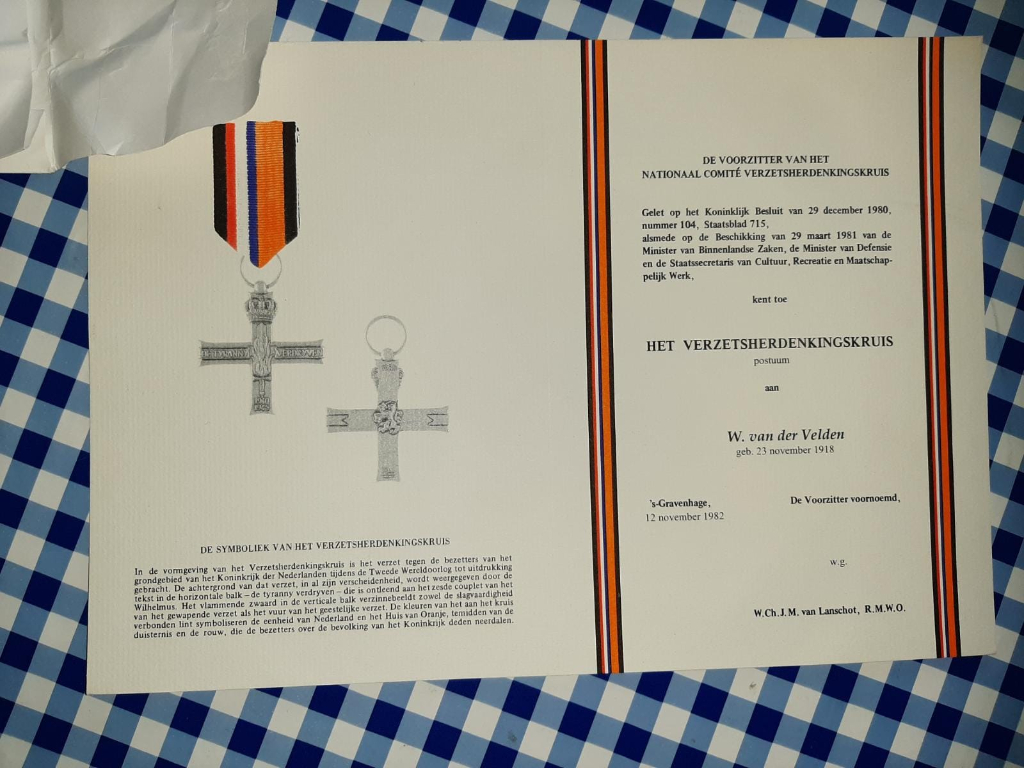 DE TYRANNY VERDRYVEN
DE SYMBOLIEK VAN HET VERZETSHERDENKINGSKRUIS
In de vormgeving van het Verzetsherdenkingskruis is het verzet tegen de bezetters van het
grondgebied van het Koninkrijk der Nederlanden tijdens de Tweede Wereldoorlog tot uitdrukking
gebracht. De achtergrond van dat verzet, in al zijn verscheidenheid, wordt weergegeven door de
tekst in de horizontale balk – de tyranny verdryven – die is ontleend aan het zesde couplet van het
Wilhelmus. Het vlammende zwaard in de verticale balk verzinnebeeldt zowel de slagvaardigheid
van het gewapende verzet als het vuur van het geestelijke verzet. De kleuren van het aan het kruis
verbonden lint symboliseren de eenheid van Nederland en het Huis van Oranje, temidden van de
duisternis en de rouw, die de bezetters over de bevolking van het Koninkrijk deden neerdalen.
DE VOORZITTER VAN HET
NATIONAAL COMITÉ VERZETSHERDENKINGSKRUIS
Gelet op het Koninklijk Besluit van 29 december 1980,
nummer 104, Staatsblad 715,
alsmede op de Beschikking van 29 maart 1981 van de
Minister van Binnenlandse Zaken, de Minister van Defensie
en de Staatssecretaris van Cultuur, Recreatie en Maatschap-
pelijk Werk,
kent toe
HET VERZETSHERDENKINGSKRUIS
postuum
aan
W. van der Velden
geb. 23 november 1918
's-Gravenhage,
12 november 1982
De Voorzitter voornoemd,
w.g.
W.Ch.J.M. van Lanschot, R.M.W.O.